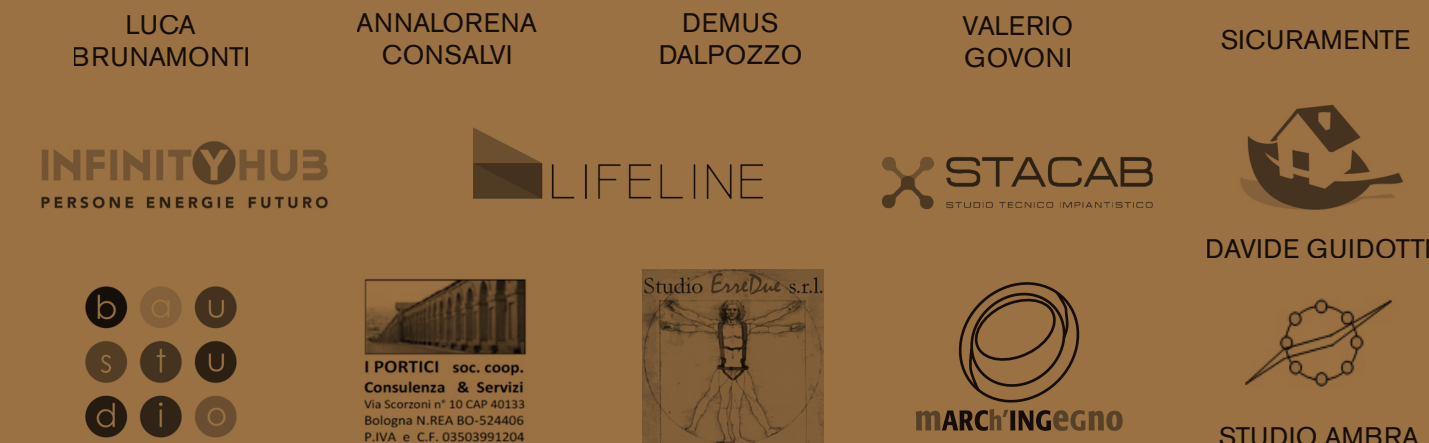 LUCA
BRUNAMONTI
ANNALORENA
CONSALVI
DEMUS
DALPOZZO
VALERIO
GOVONI
SICURAMENTE
INFINITYHUB
PERSONE ENERGIE FUTURO
LIFELINE
STACAB
STUDIO TECNICO IMPIANTISTICO
DAVIDE GUIDOTTI
b a u
s t u
d i o
I PORTICI soc. coop.
Consulenza & Servizi
Via Scorzoni n° 10 CAP 40133
Bologna N.REA BO-524406
P.IVA e C.F. 03503991204
Studio ErreDue s.r.l.
mARCh'INGegno
STUDIO AMBRA